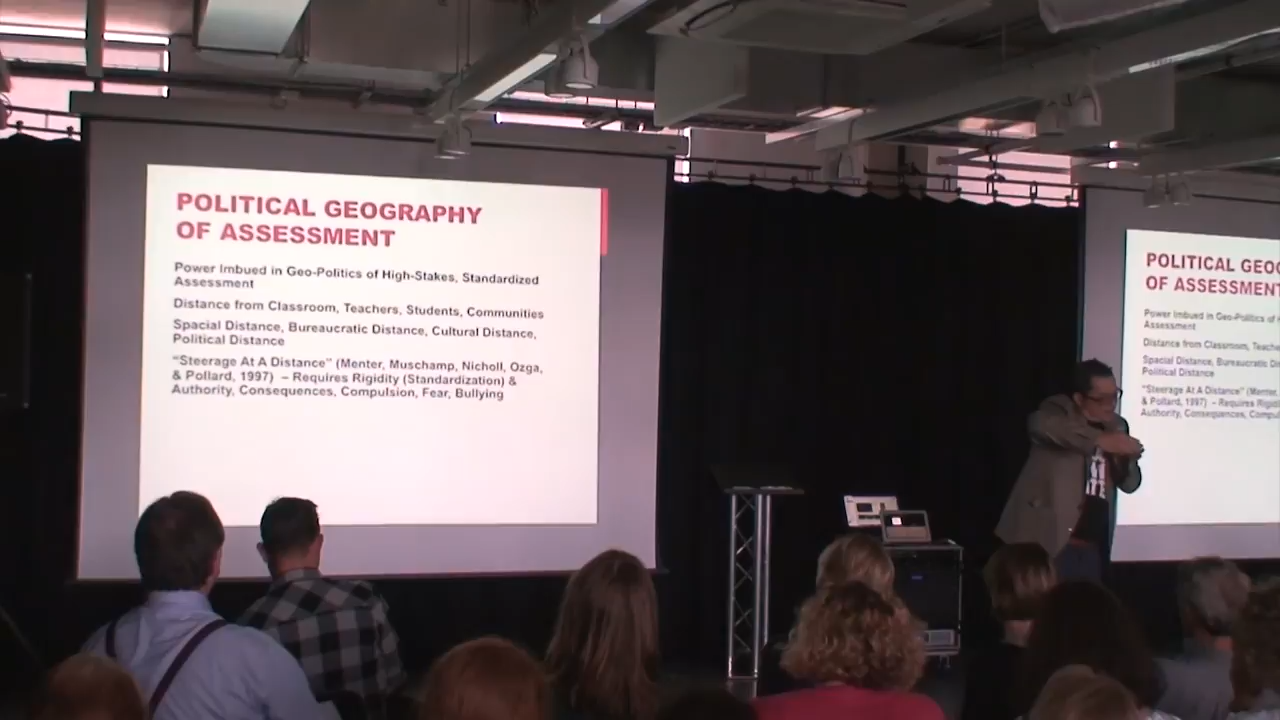 POLITICAL GEOGRAPHY
OF ASSESSMENT
Power Imbued in Geo-Politics of High-Stakes, Standardized
Assessment
Distance from Classroom, Teachers, Students, Communities
Spacial Distance, Bureaucratic Distance, Cultural Distance,
Political Distance
“Steerage At A Distance” (Menter, Muschamp, Nicholl, Ozga,
& Pollard, 1997) – Requires Rigidity (Standardization) &
Authority, Consequences, Compulsion, Fear, Bullying
POLITICAL GEOG
OF ASSESSMENT
Power Imbued in Geo-Politics of
Assessment
Distance from Classroom, Teache
Spacial Distance, Bureaucratic Di
Political Distance
“Steerage At A Distance” (Menter,
& Pollard, 1997) – Requires Rigid
Authority, Consequences, Compul